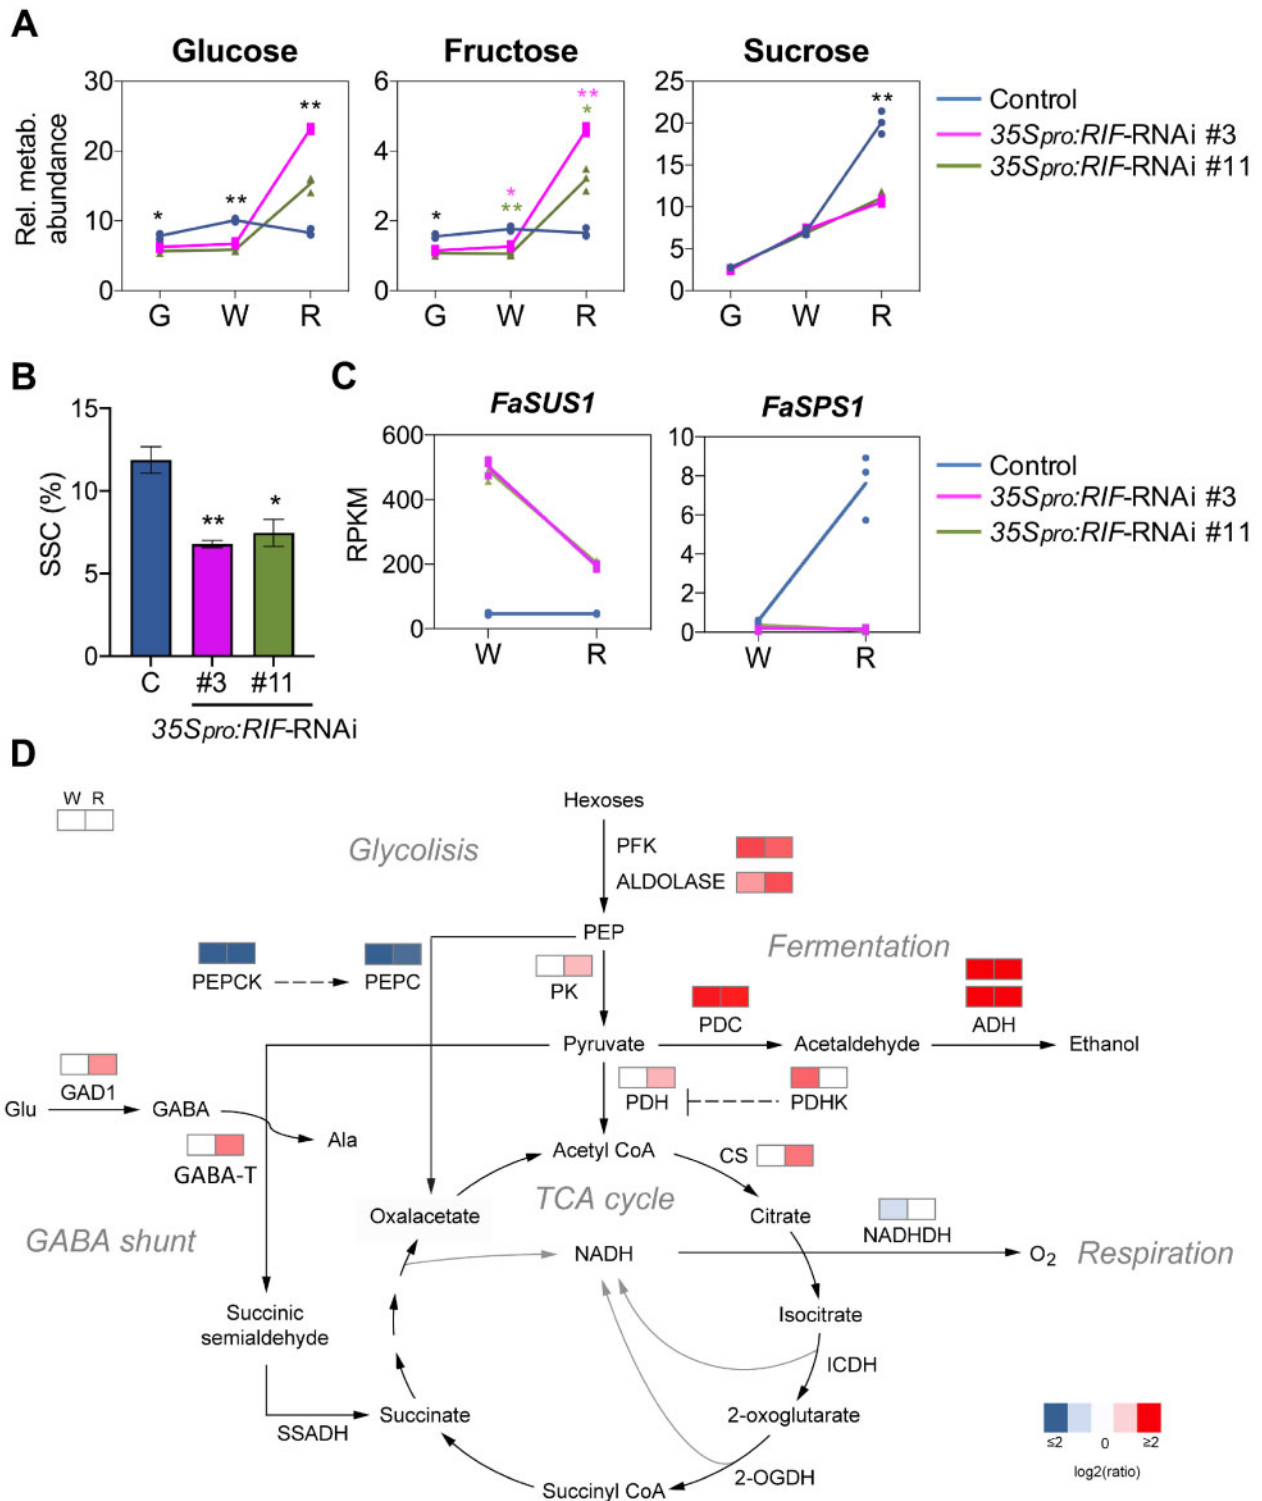 A
Glucose
Fructose
Sucrose
Rel. metab.
abundance
30
20
10
0
6
4
2
0
25
20
15
10
5
0
*
**
**
*
*
**
**
*
**
G W R
G W R
G W R
Control
35Spro:RIF-RNAi #3
35Spro:RIF-RNAi #11
B
SSC (%)
15
10
5
0
**
*
C #3 #11
35Spro:RIF-RNAi
C
FaSUS1
FaSPS1
RPKM
600
400
200
0
10
8
6
4
2
0
W R
W R
Control
35Spro:RIF-RNAi #3
35Spro:RIF-RNAi #11
D
W R
Hexoses
Glycolisis
PFK
ALDOLASE
PEP
Fermentation
PEPCK
PEPC
PK
PDC
ADH
Pyruvate
Acetaldehyde
Ethanol
GAD1
PDH
PDHK
Glu
GABA
Ala
GABA-T
Acetyl CoA
CS
TCA cycle
Oxalacetate
Citrate
NADHDH
GABA shunt
NADH
O2
Respiration
Succinic
semialdehyde
Isocitrate
ICDH
Succinate
2-oxoglutarate
SSADH
2-OGDH
Succinyl CoA
≤2 0 ≥2
log2(ratio)